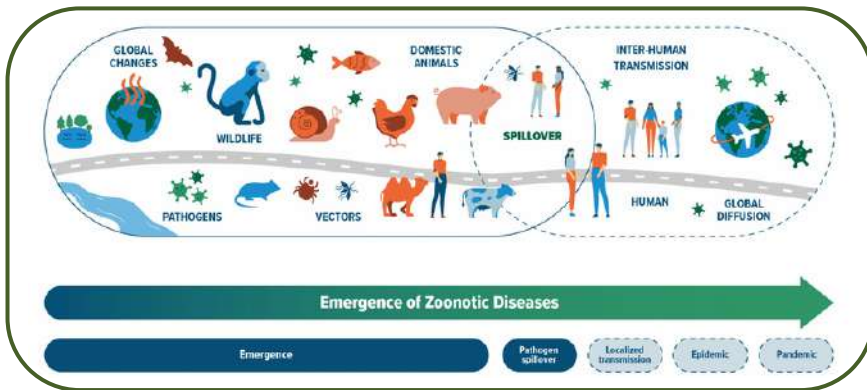 GLOBAL
CHANGES
DOMESTIC
ANIMALS
INTER-HUMAN
TRANSMISSION
WILDLIFE
SPILLOVER
PATHOGENS
VECTORS
HUMAN
GLOBAL
DIFFUSION
Emergence of Zoonotic Diseases
Emergence
Pathogen
spillover
Localized
transmission
Epidemic
Pandemic